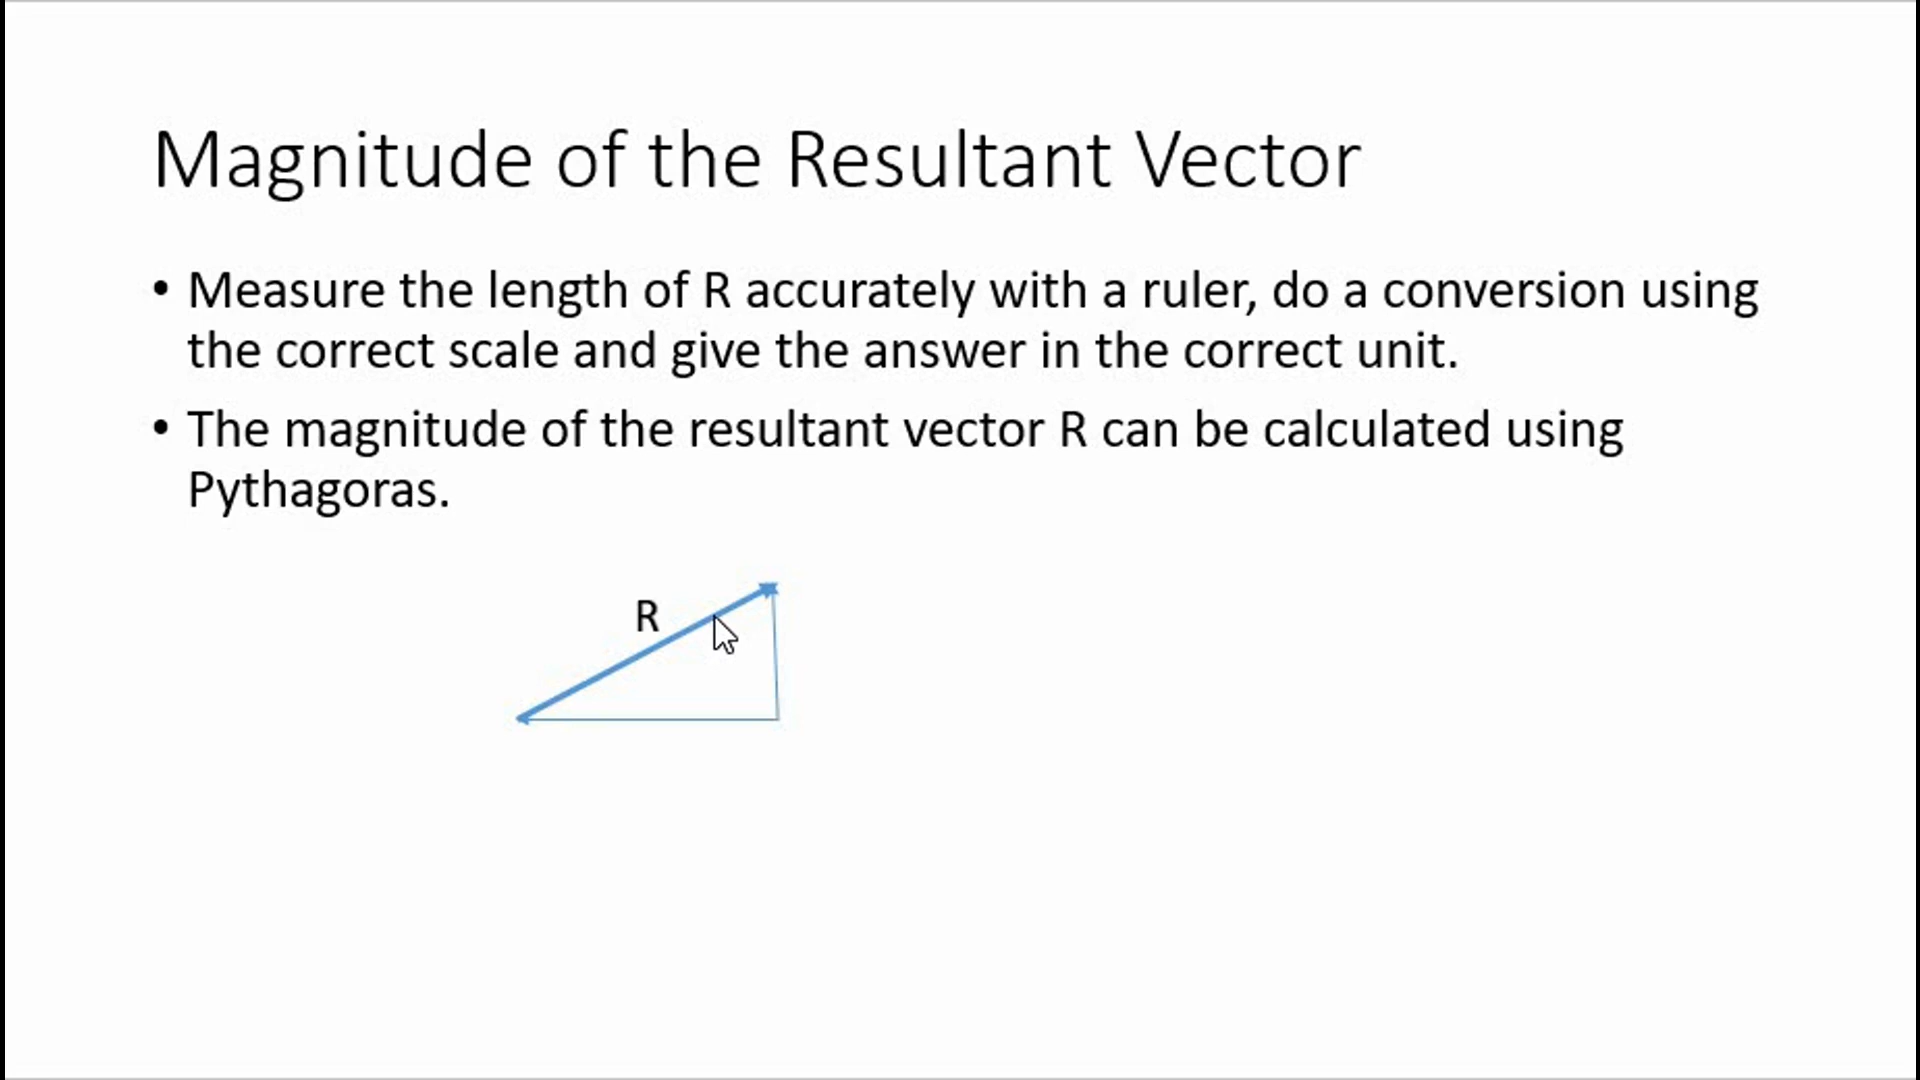 Magnitude of the Resultant Vector
• Measure the length of R accurately with a ruler, do a conversion using
the correct scale and give the answer in the correct unit.
• The magnitude of the resultant vector R can be calculated using
Pythagoras.
R